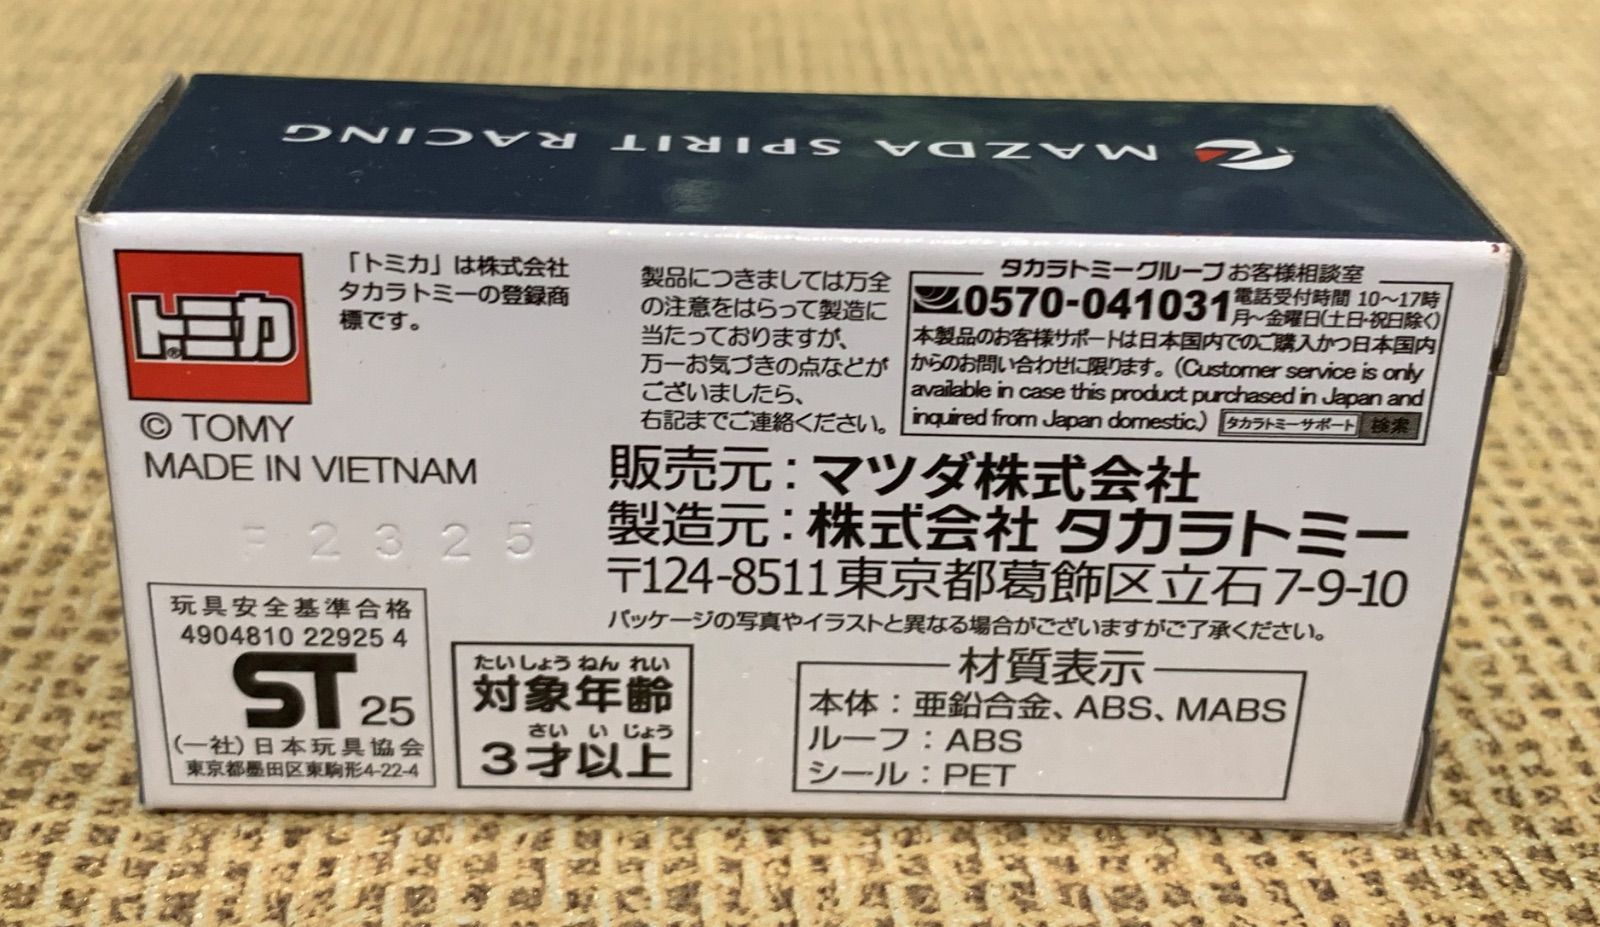 MAZDA SPIRIT RACING
トミカ®
「トミカ」は株式会社
タカラトミーの登録商
標です。
© TOMY
MADE IN VIETNAM
2325
製品につきましては万全
の注意をはらって製造に
当たっておりますが、
万一お気づきの点などが
ございましたら、
右記までご連絡ください。
タカラトミーグループお客様相談室
0570-041031 電話受付時間 10〜17時
月〜金曜日(土日・祝日除く)
本製品のお客様サポートは日本国内でのご購入かつ日本国内
からのお問い合わせに限ります。(Customer service is only
available in case this product purchased in Japan and
inquired from Japan domestic.) タカラトミーサポート 検索
販売元：マツダ株式会社
製造元：株式会社 タカラトミー
〒124-8511 東京都葛飾区立石 7-9-10
パッケージの写真やイラストと異なる場合がございますがご了承ください。
玩具安全基準合格
4904810 22925 4
ST 25
(一社)日本玩具協会
東京都墨田区東駒形4-22-4
たいしょうねんれい
対象年齢
さいいじょう
3才以上
材質表示
本体：亜鉛合金、ABS、MABS
ルーフ：ABS
シール：PET